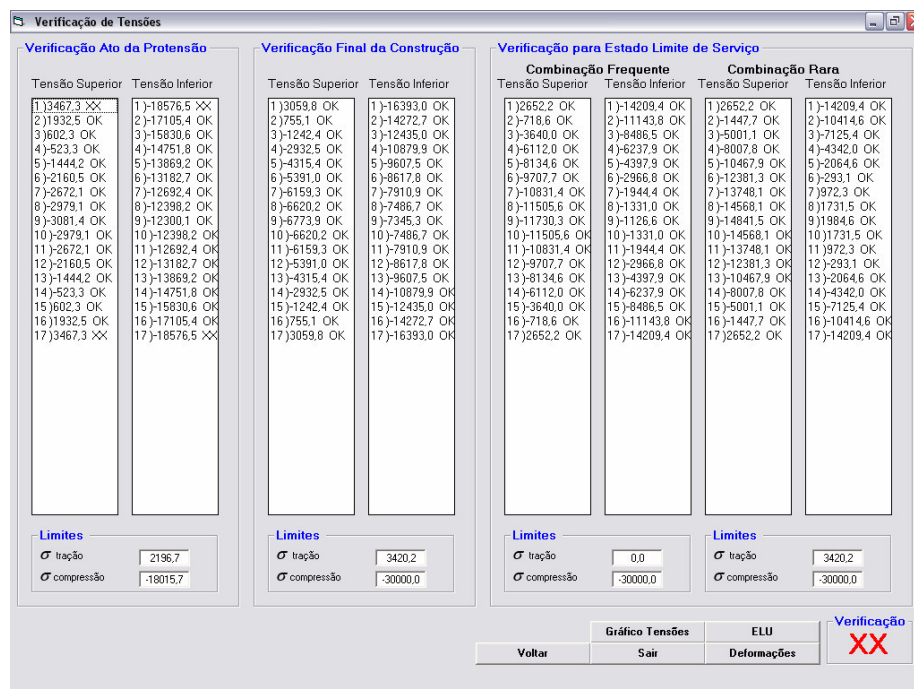 Verificação de Tensões
Verificação Ato da Protensão
Tensão Superior
1 )3467,3 XX
2 )1932,5 OK
3 )602,3 OK
4 )-523,3 OK
5 )-1444,2 OK
6 )-2160,5 OK
7 )-2672,1 OK
8 )-2979,1 OK
9 )-3081,4 OK
10 )-2979,1 OK
11 )-2672,1 OK
12 )-2160,5 OK
13 )-1444,2 OK
14 )-523,3 OK
15 )602,3 OK
16 )1932,5 OK
17 )3467,3 XX
Tensão Inferior
1 )-18576,5 XX
2 )-17105,4 OK
3 )-15830,6 OK
4 )-14751,8 OK
5 )-13869,2 OK
6 )-13182,7 OK
7 )-12692,4 OK
8 )-12398,2 OK
9 )-12300,1 OK
10 )-12398,2 OK
11 )-12692,4 OK
12 )-13182,7 OK
13 )-13869,2 OK
14 )-14751,8 OK
15 )-15830,6 OK
16 )-17105,4 OK
17 )-18576,5 XX
Limites
σ tração 2196,7
σ compressão -18015,7
Verificação Final da Construção
Tensão Superior
1 )3059,8 OK
2 )755,1 OK
3 )-1242,4 OK
4 )-2932,5 OK
5 )-4315,4 OK
6 )-5391,0 OK
7 )-6159,3 OK
8 )-6620,2 OK
9 )-6773,9 OK
10 )-6620,2 OK
11 )-6159,3 OK
12 )-5391,0 OK
13 )-4315,4 OK
14 )-2932,5 OK
15 )-1242,4 OK
16 )755,1 OK
17 )3059,8 OK
Tensão Inferior
1 )-16393,0 OK
2 )-14272,7 OK
3 )-12435,0 OK
4 )-10879,9 OK
5 )-9607,5 OK
6 )-8617,8 OK
7 )-7910,9 OK
8 )-7486,7 OK
9 )-7345,3 OK
10 )-7486,7 OK
11 )-7910,9 OK
12 )-8617,8 OK
13 )-9607,5 OK
14 )-10879,9 OK
15 )-12435,0 OK
16 )-14272,7 OK
17 )-16393,0 OK
Limites
σ tração 3420,2
σ compressão -30000,0
Verificação para Estado Limite de Serviço
Combinação Frequente
Tensão Superior
1 )2652,2 OK
2 )-718,6 OK
3 )-3640,0 OK
4 )-6112,0 OK
5 )-8134,6 OK
6 )-9707,7 OK
7 )-10831,4 OK
8 )-11505,6 OK
9 )-11730,3 OK
10 )-11505,6 OK
11 )-10831,4 OK
12 )-9707,7 OK
13 )-8134,6 OK
14 )-6112,0 OK
15 )-3640,0 OK
16 )-718,6 OK
17 )2652,2 OK
Tensão Inferior
1 )-14209,4 OK
2 )-11143,8 OK
3 )-8486,5 OK
4 )-6237,9 OK
5 )-4397,9 OK
6 )-2966,8 OK
7 )-1944,4 OK
8 )-1331,0 OK
9 )-1126,6 OK
10 )-1331,0 OK
11 )-1944,4 OK
12 )-2966,8 OK
13 )-4397,9 OK
14 )-6237,9 OK
15 )-8486,5 OK
16 )-11143,8 OK
17 )-14209,4 OK
Limites
σ tração 0,0
σ compressão -30000,0
Combinação Rara
Tensão Superior
1 )2652,2 OK
2 )-1447,7 OK
3 )-5001,1 OK
4 )-8007,8 OK
5 )-10467,9 OK
6 )-12381,3 OK
7 )-13748,1 OK
8 )-14568,1 OK
9 )-14841,5 OK
10 )-14568,1 OK
11 )-13748,1 OK
12 )-12381,3 OK
13 )-10467,9 OK
14 )-8007,8 OK
15 )-5001,1 OK
16 )-1447,7 OK
17 )2652,2 OK
Tensão Inferior
1 )-14209,4 OK
2 )-10414,6 OK
3 )-7125,4 OK
4 )-4342,0 OK
5 )-2064,6 OK
6 )-293,1 OK
7 )972,3 OK
8 )1731,5 OK
9 )1984,6 OK
10 )1731,5 OK
11 )972,3 OK
12 )-293,1 OK
13 )-2064,6 OK
14 )-4342,0 OK
15 )-7125,4 OK
16 )-10414,6 OK
17 )-14209,4 OK
Limites
σ tração 3420,2
σ compressão -30000,0
Gráfico Tensões
ELU
Voltar
Sair
Deformações
Verificação
XX